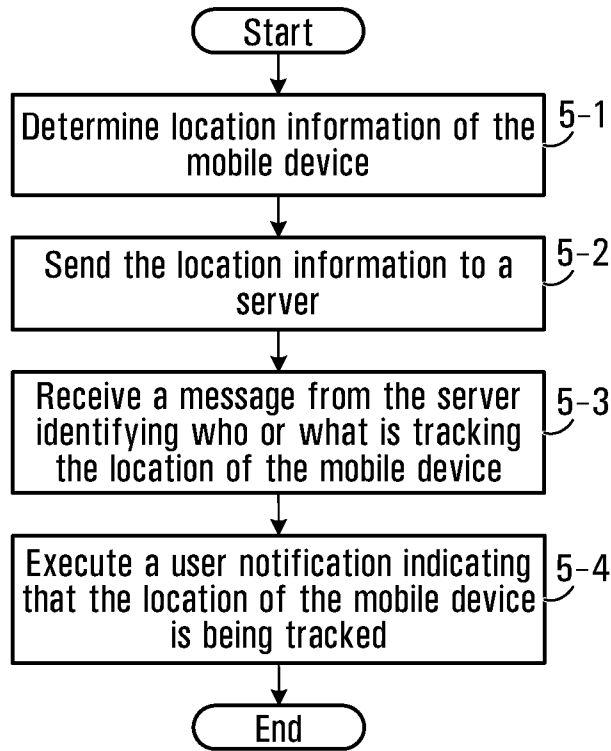 Start
Determine location information of the
mobile device
5-1
Send the location information to a
server
5-2
Receive a message from the server
identifying who or what is tracking
the location of the mobile device
5-3
Execute a user notification indicating
that the location of the mobile device
is being tracked
5-4
End